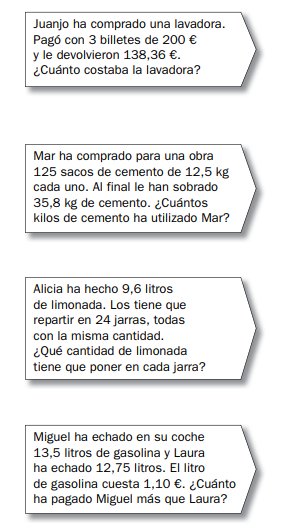 Juanjo ha comprado una lavadora.
Pagó con 3 billetes de 200 €
y le devolvieron 138,36 €.
¿Cuánto costaba la lavadora?
Mar ha comprado para una obra
125 sacos de cemento de 12,5 kg
cada uno. Al final le han sobrado
35,8 kg de cemento. ¿Cuántos
kilos de cemento ha utilizado Mar?
Alicia ha hecho 9,6 litros
de limonada. Los tiene que
repartir en 24 jarras, todas
con la misma cantidad.
¿Qué cantidad de limonada
tiene que poner en cada jarra?
Miguel ha echado en su coche
13,5 litros de gasolina y Laura
ha echado 12,75 litros. El litro
de gasolina cuesta 1,10 €. ¿Cuánto
ha pagado Miguel más que Laura?